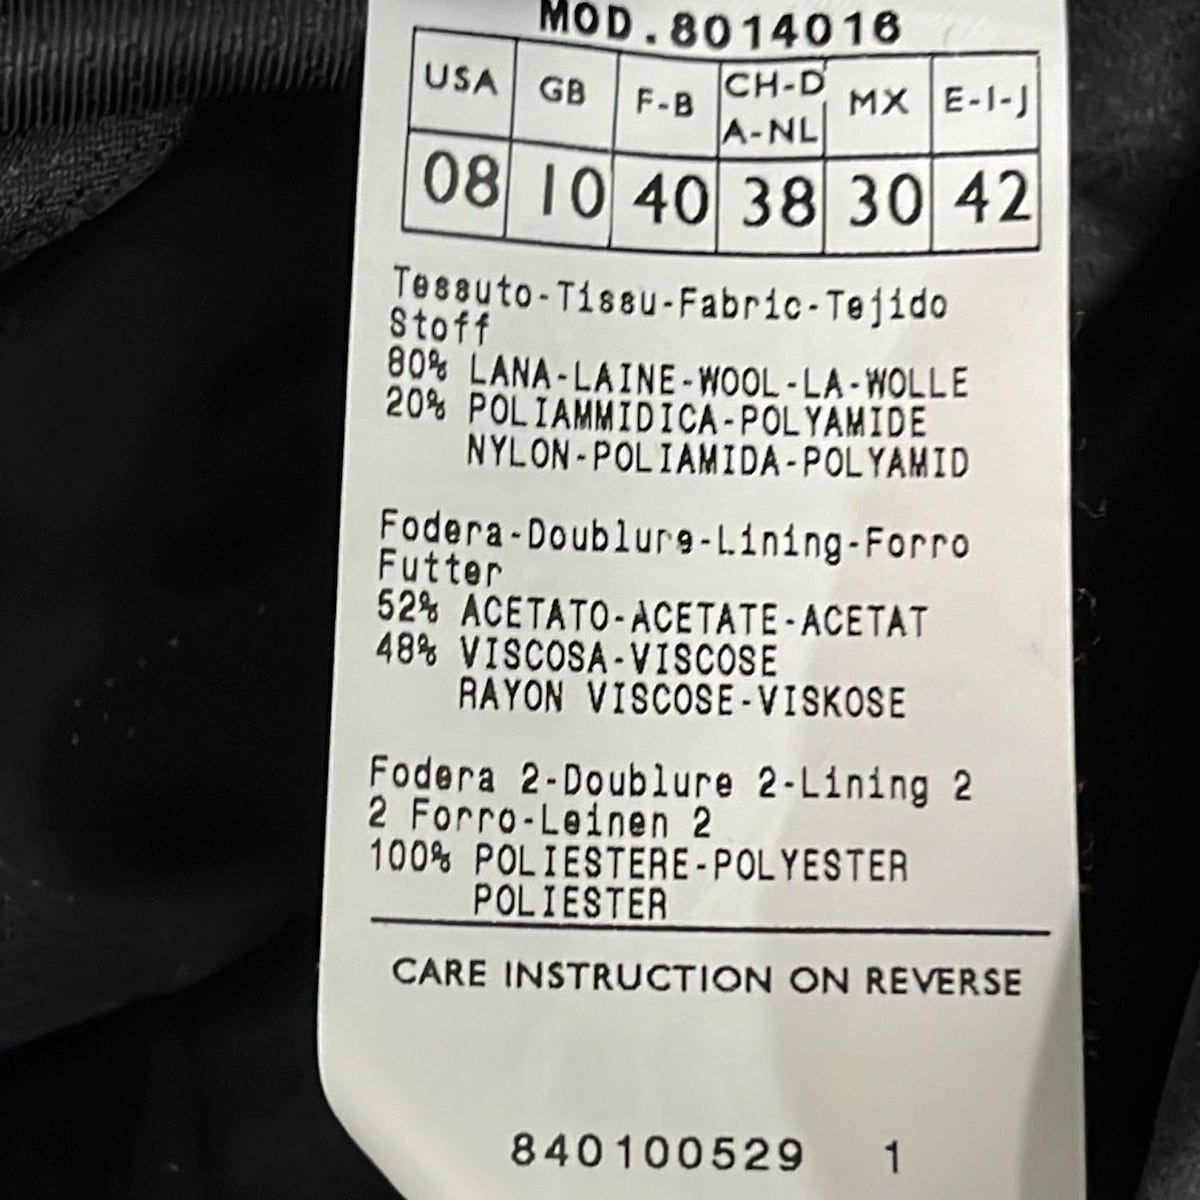 MOD.8014016
USA GB F-B CH-D A-NL MX E-I-J
08 10 40 38 30 42
Tessuto-Tissu-Fabric-Tejido
Stoff
80% LANA-LAINE-WOOL-LA-WOLLE
20% POLIAMMIDICA-POLYAMIDE
NYLON-POLIAMIDA-POLYAMID
Fodera-Doublure-Lining-Forro
Futter
52% ACETATO-ACETATE-ACETAT
48% VISCOSA-VISCOSE
RAYON VISCOSE-VISKOSE
Fodera 2-Doublure 2-Lining 2
2 Forro-Leinen 2
100% POLIESTERE-POLYESTER
POLIESTER
CARE INSTRUCTION ON REVERSE
840100529 1